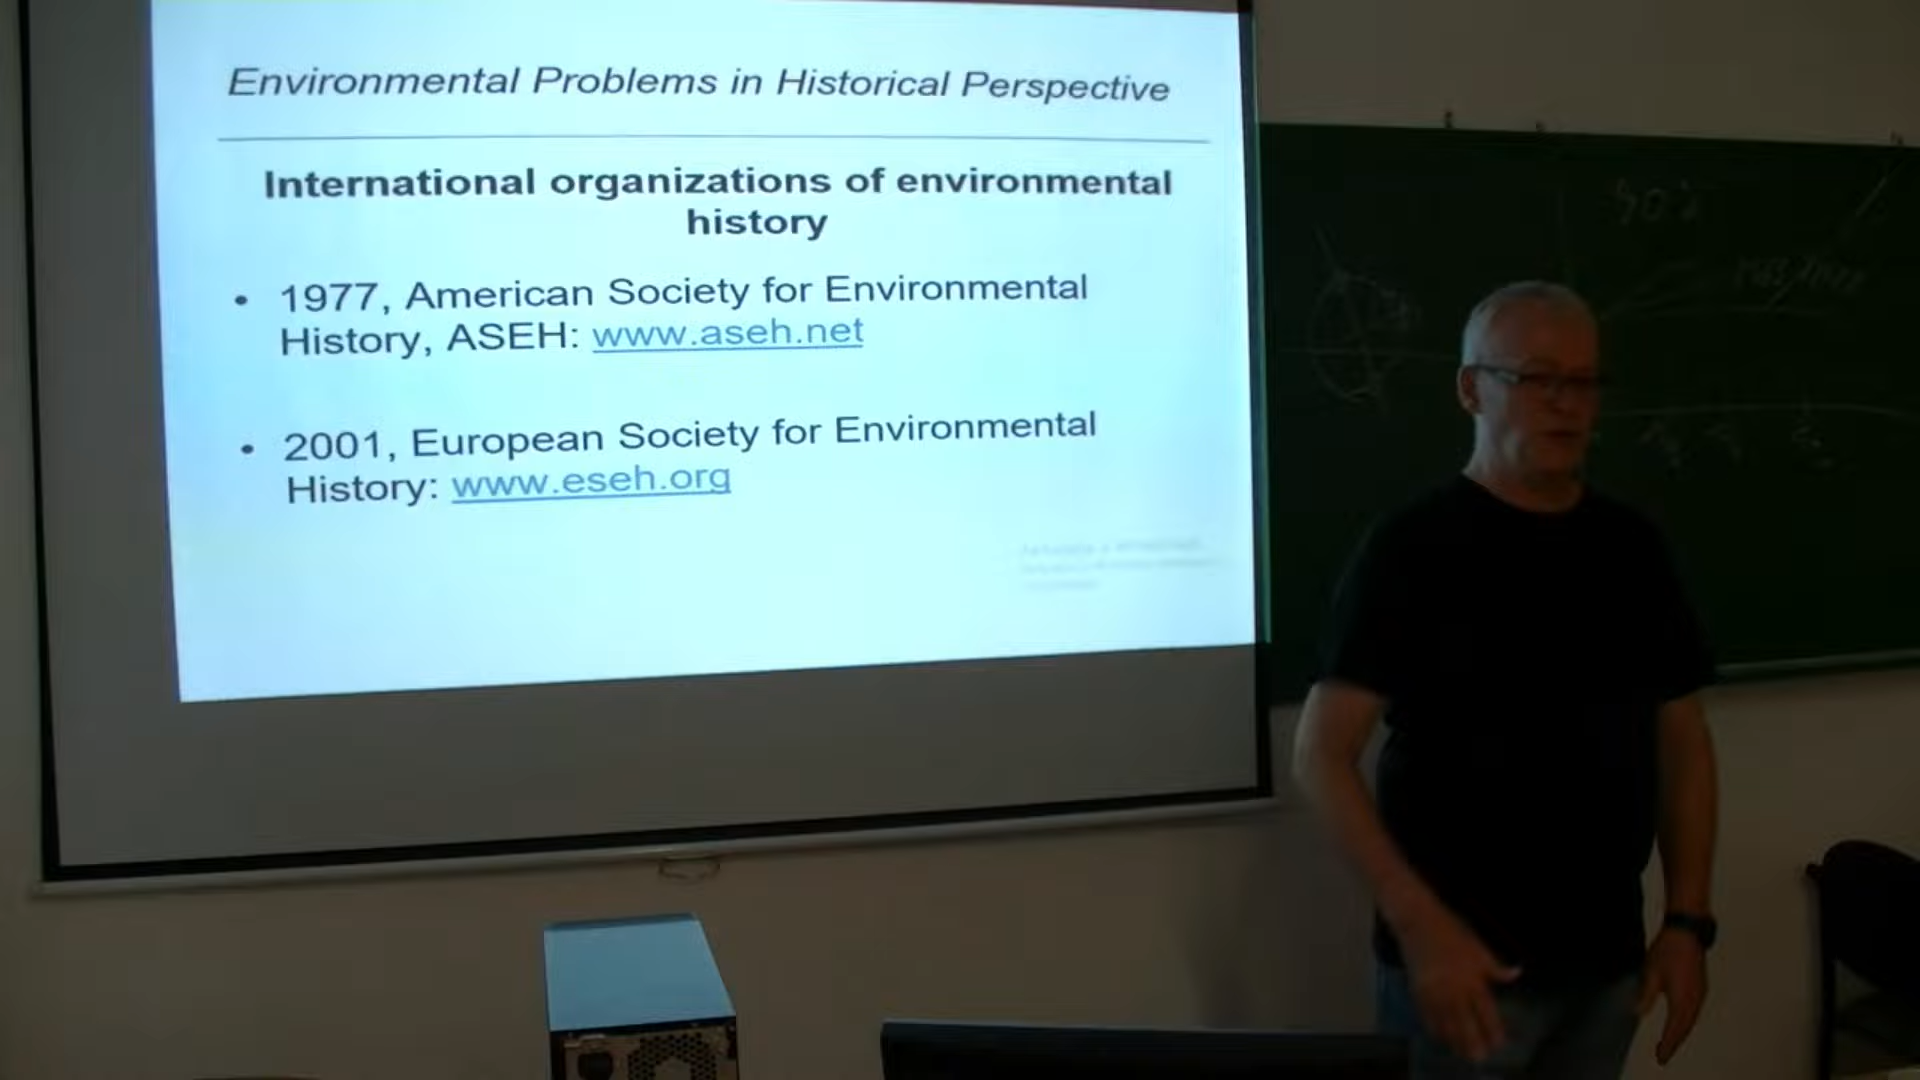 Environmental Problems in Historical Perspective
International organizations of environmental
history
• 1977, American Society for Environmental
History, ASEH: www.aseh.net
• 2001, European Society for Environmental
History: www.eseh.org